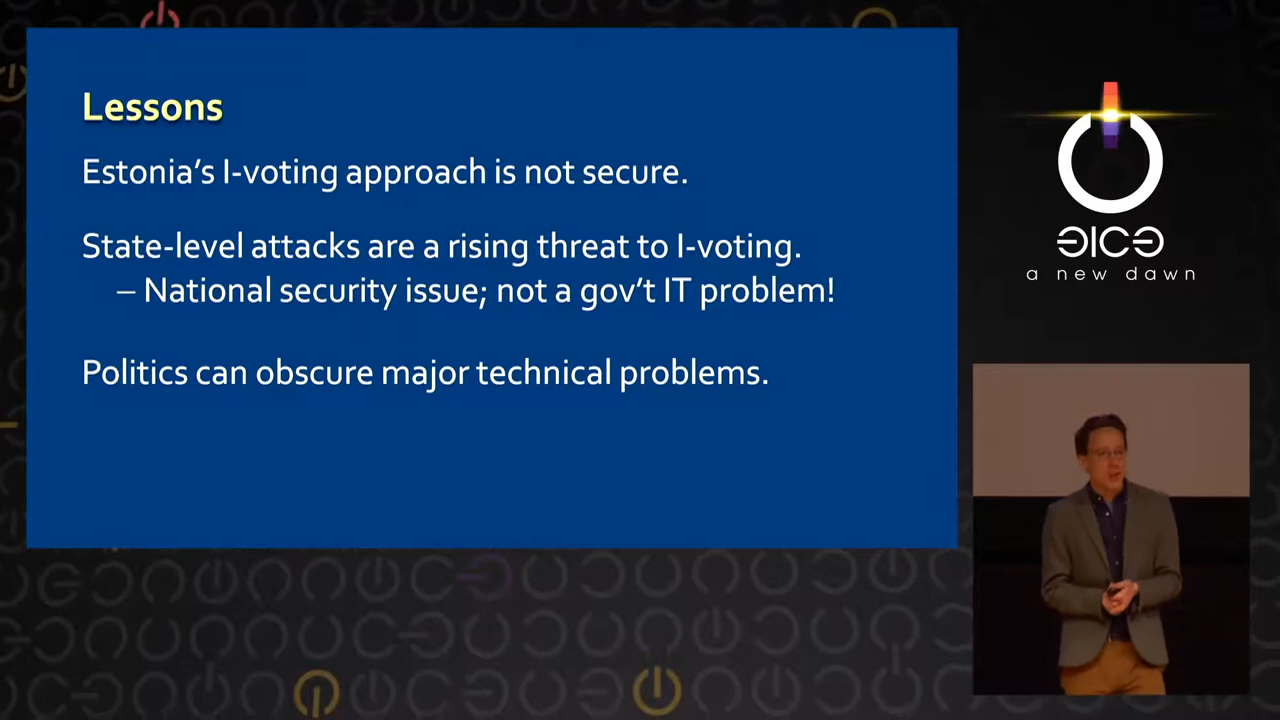 Lessons
Estonia's I-voting approach is not secure.
State-level attacks are a rising threat to I-voting.
– National security issue; not a gov't IT problem!
Politics can obscure major technical problems.
a new dawn